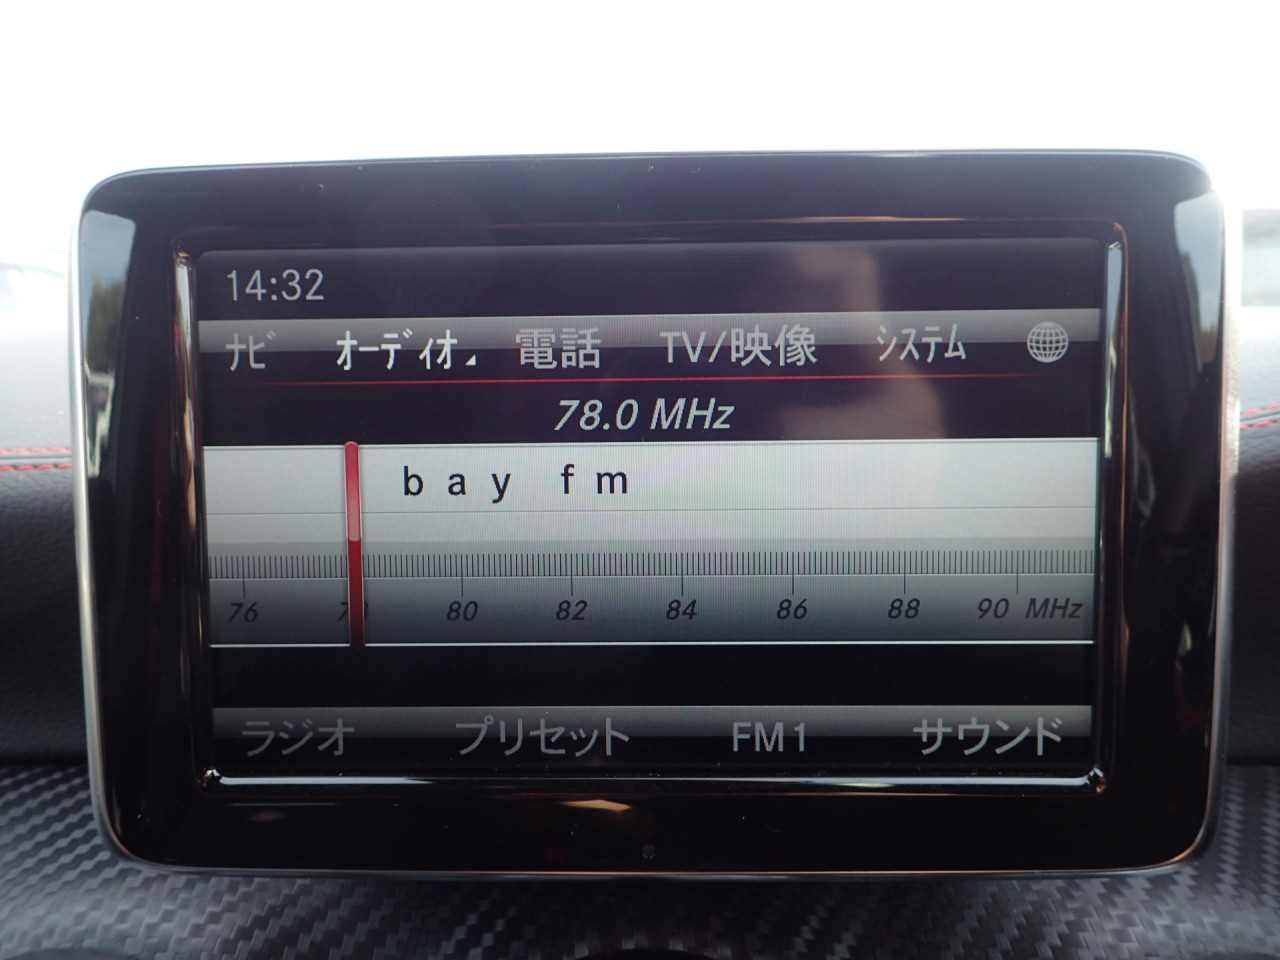 14:32
ﾅﾋﾞ ｵｰﾃﾞｨｵ 電話 TV/映像 ｼｽﾃﾑ
78.0 MHz
bay fm
76 78 80 82 84 86 88 90 MHz
ラジオ プリセット FM1 サウンド